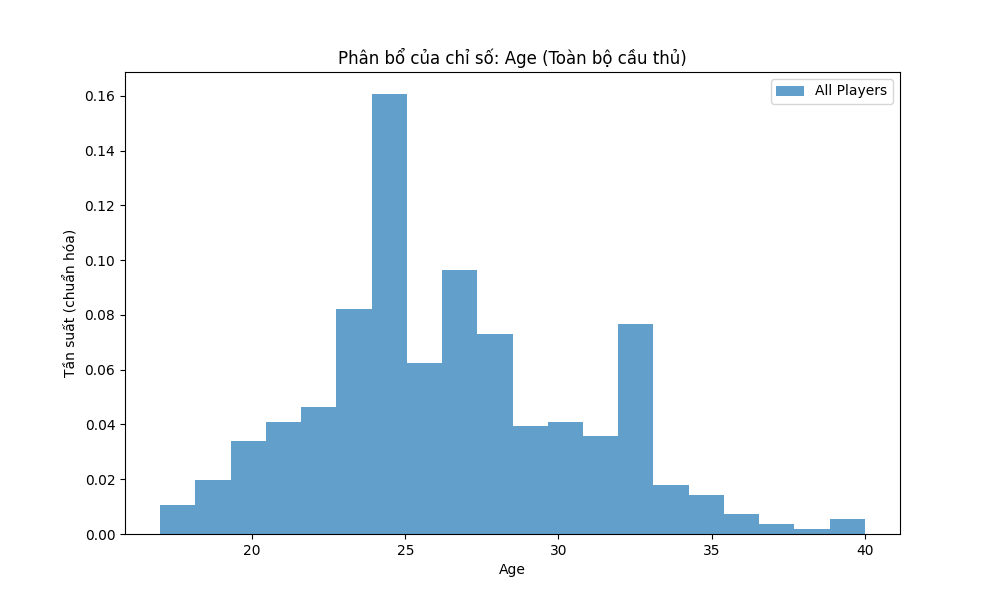 Phân bổ của chỉ số: Age (Toàn bộ cầu thủ)
All Players
Tần suất (chuẩn hóa)
0.16
0.14
0.12
0.10
0.08
0.06
0.04
0.02
0.00
20 25 30 35 40
Age